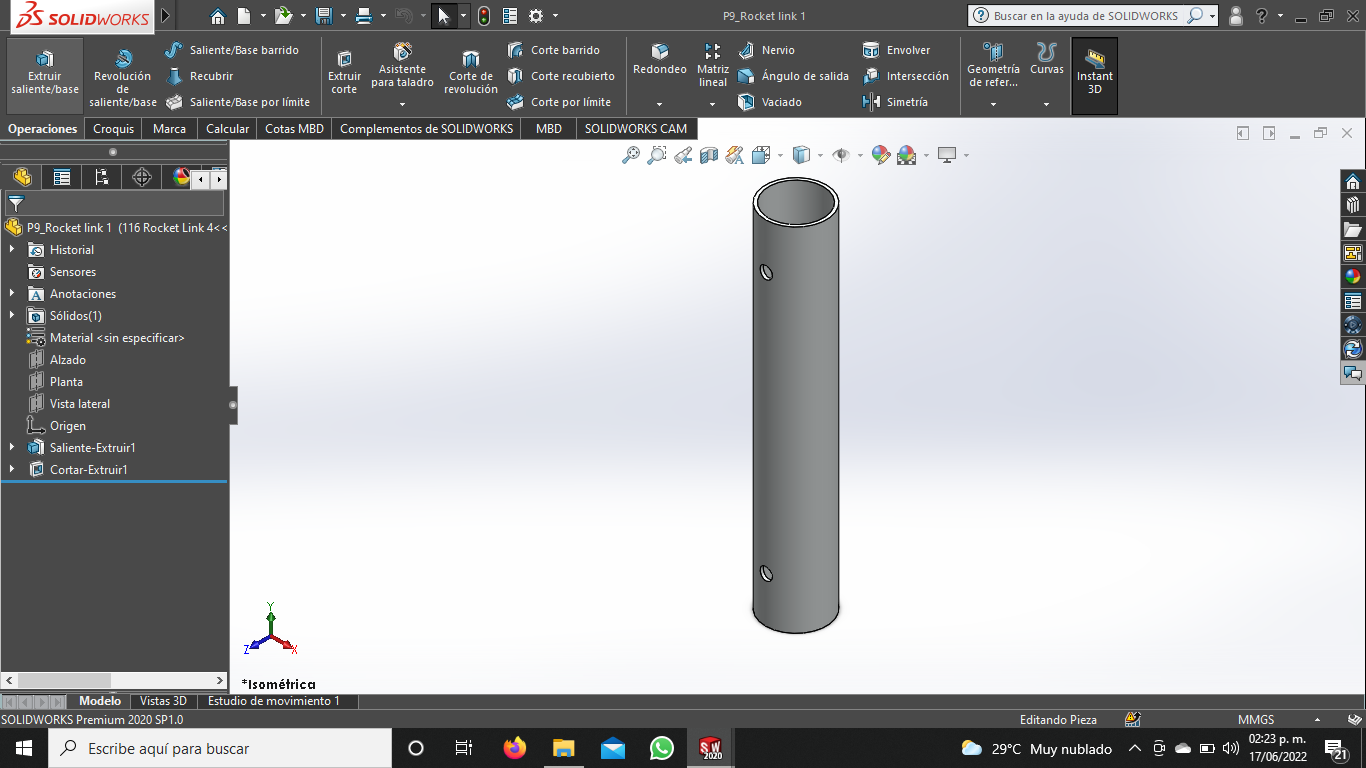 SOLIDWORKS
P9_Rocket link 1
Buscar en la ayuda de SOLIDWORKS
Extruir saliente/base
Revolución de saliente/base
Saliente/Base barrido
Recubrir
Saliente/Base por límite
Extruir corte
Asistente para taladro
Corte de revolución
Corte barrido
Corte recubierto
Corte por límite
Redondeo
Matriz lineal
Nervio
Ángulo de salida
Vaciado
Envolver
Intersección
Simetría
Geometría de refer...
Curvas
Instant 3D
Operaciones
Croquis
Marca
Calcular
Cotas MBD
Complementos de SOLIDWORKS
MBD
SOLIDWORKS CAM
P9_Rocket link 1 (116 Rocket Link 4<<
Historial
Sensores
Anotaciones
Sólidos(1)
Material <sin especificar>
Alzado
Planta
Vista lateral
Origen
Saliente-Extruir1
Cortar-Extruir1
Y
Z
X
*Isométrica
Modelo
Vistas 3D
Estudio de movimiento 1
SOLIDWORKS Premium 2020 SP1.0
Editando Pieza
MMGS
Escribe aquí para buscar
SW
2020
29°C Muy nublado
02:23 p. m.
17/06/2022
21